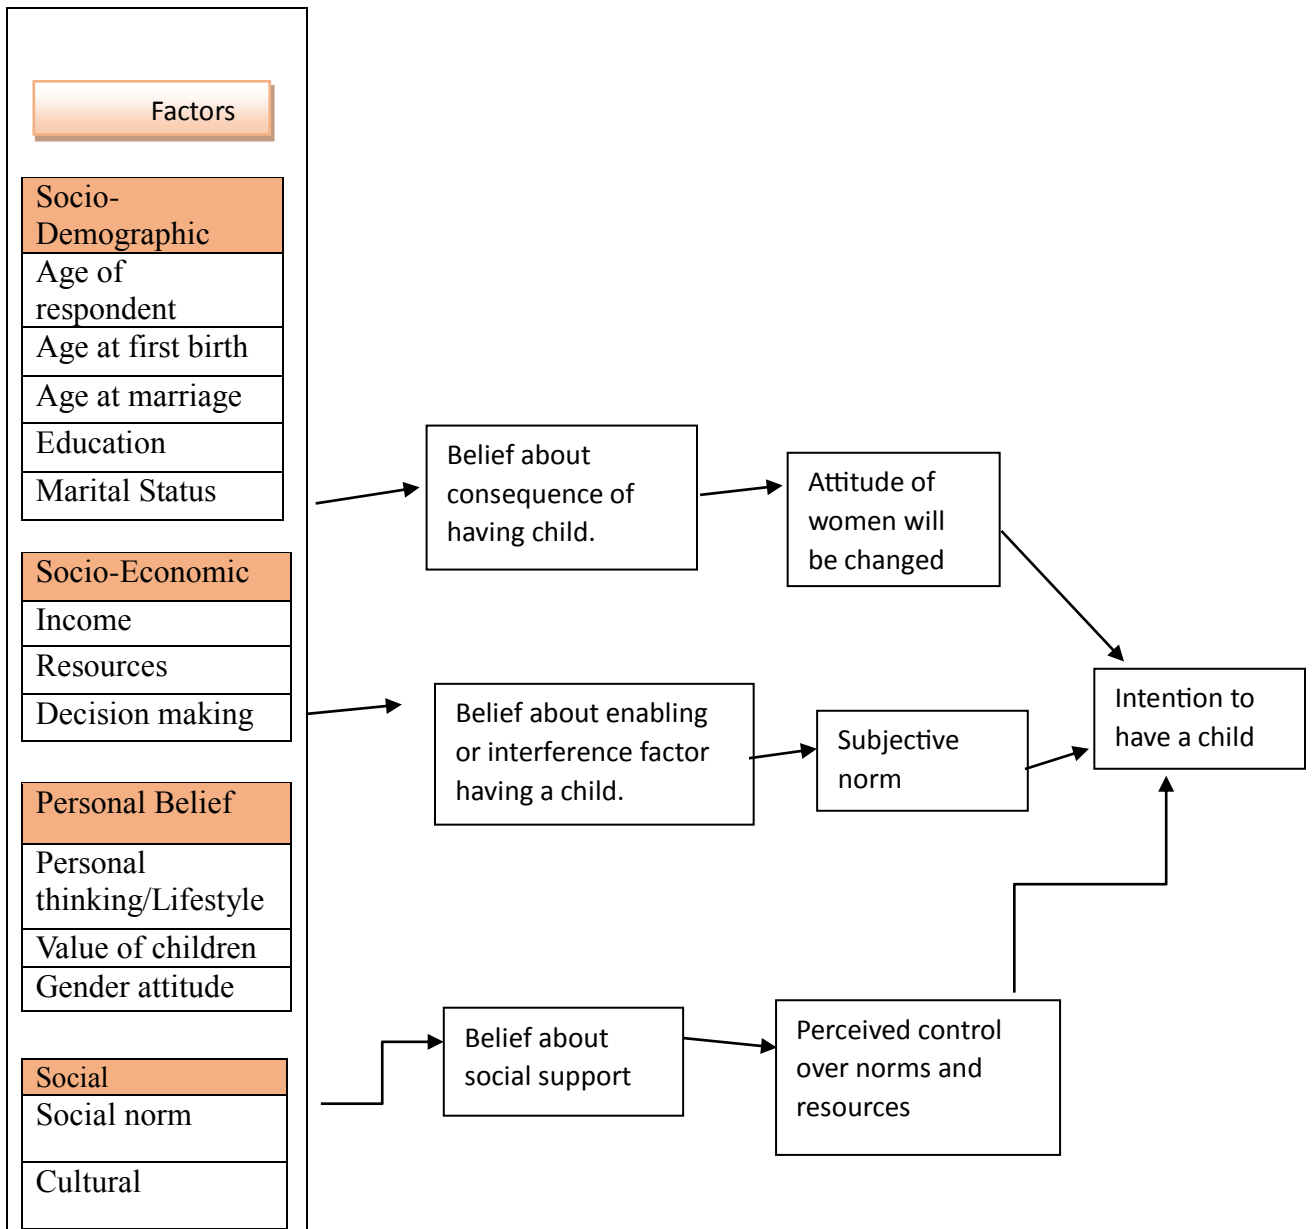 Factors
Socio-
Demographic
Age of
respondent
Age at first birth
Age at marriage
Education
Marital Status
Socio-Economic
Income
Resources
Decision making
Personal Belief
Personal
thinking/Lifestyle
Value of children
Gender attitude
Social
Social norm
Cultural
Belief about
consequence of
having child.
Attitude of
women will
be changed
Belief about enabling
or interference factor
having a child.
Subjective
norm
Intention to
have a child
Belief about
social support
Perceived control
over norms and
resources